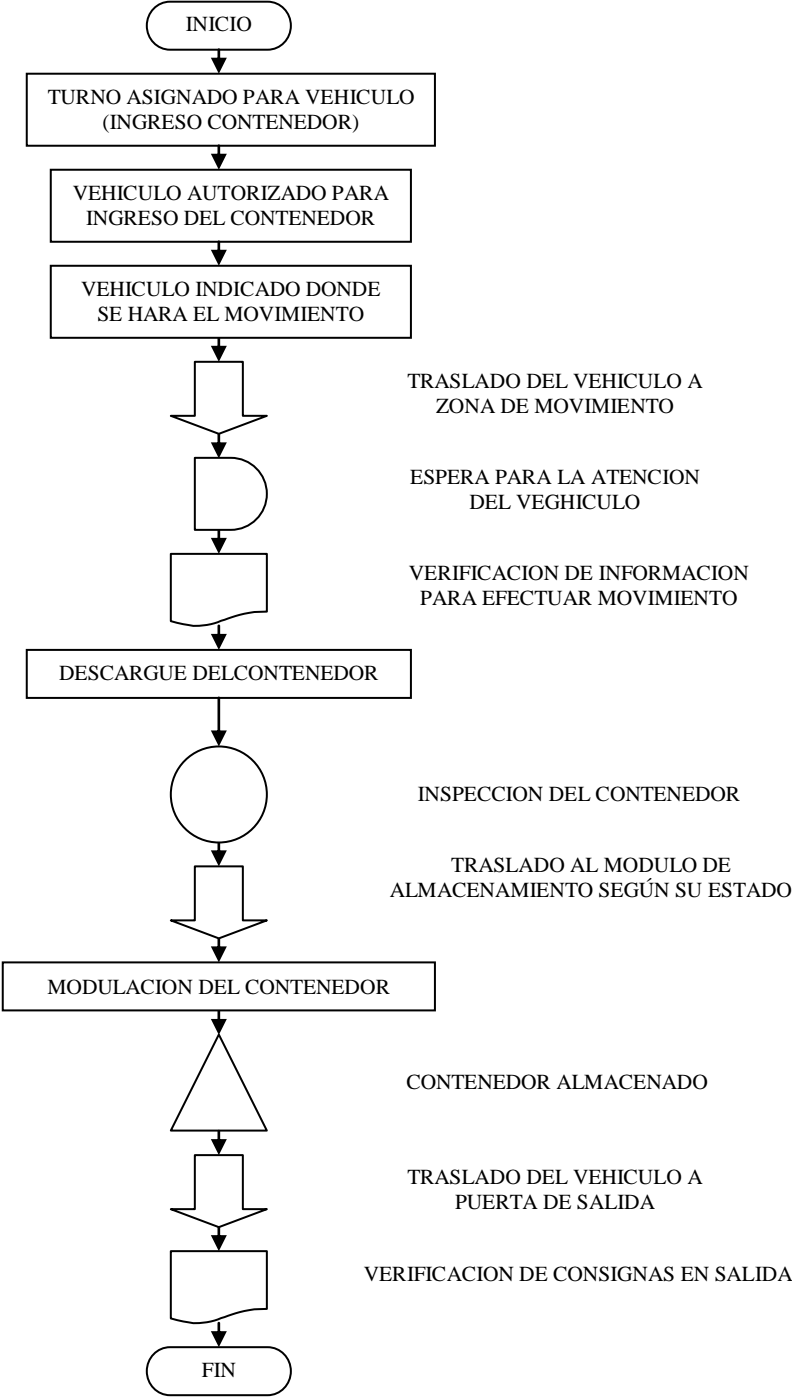 INICIO
TURNO ASIGNADO PARA VEHICULO
(INGRESO CONTENEDOR)
VEHICULO AUTORIZADO PARA
INGRESO DEL CONTENEDOR
VEHICULO INDICADO DONDE
SE HARA EL MOVIMIENTO
TRASLADO DEL VEHICULO A
ZONA DE MOVIMIENTO
ESPERA PARA LA ATENCION
DEL VEGHICULO
VERIFICACION DE INFORMACION
PARA EFECTUAR MOVIMIENTO
DESCARGUE DELCONTENEDOR
INSPECCION DEL CONTENEDOR
TRASLADO AL MODULO DE
ALMACENAMIENTO SEGÚN SU ESTADO
MODULACION DEL CONTENEDOR
CONTENEDOR ALMACENADO
TRASLADO DEL VEHICULO A
PUERTA DE SALIDA
VERIFICACION DE CONSIGNAS EN SALIDA
FIN